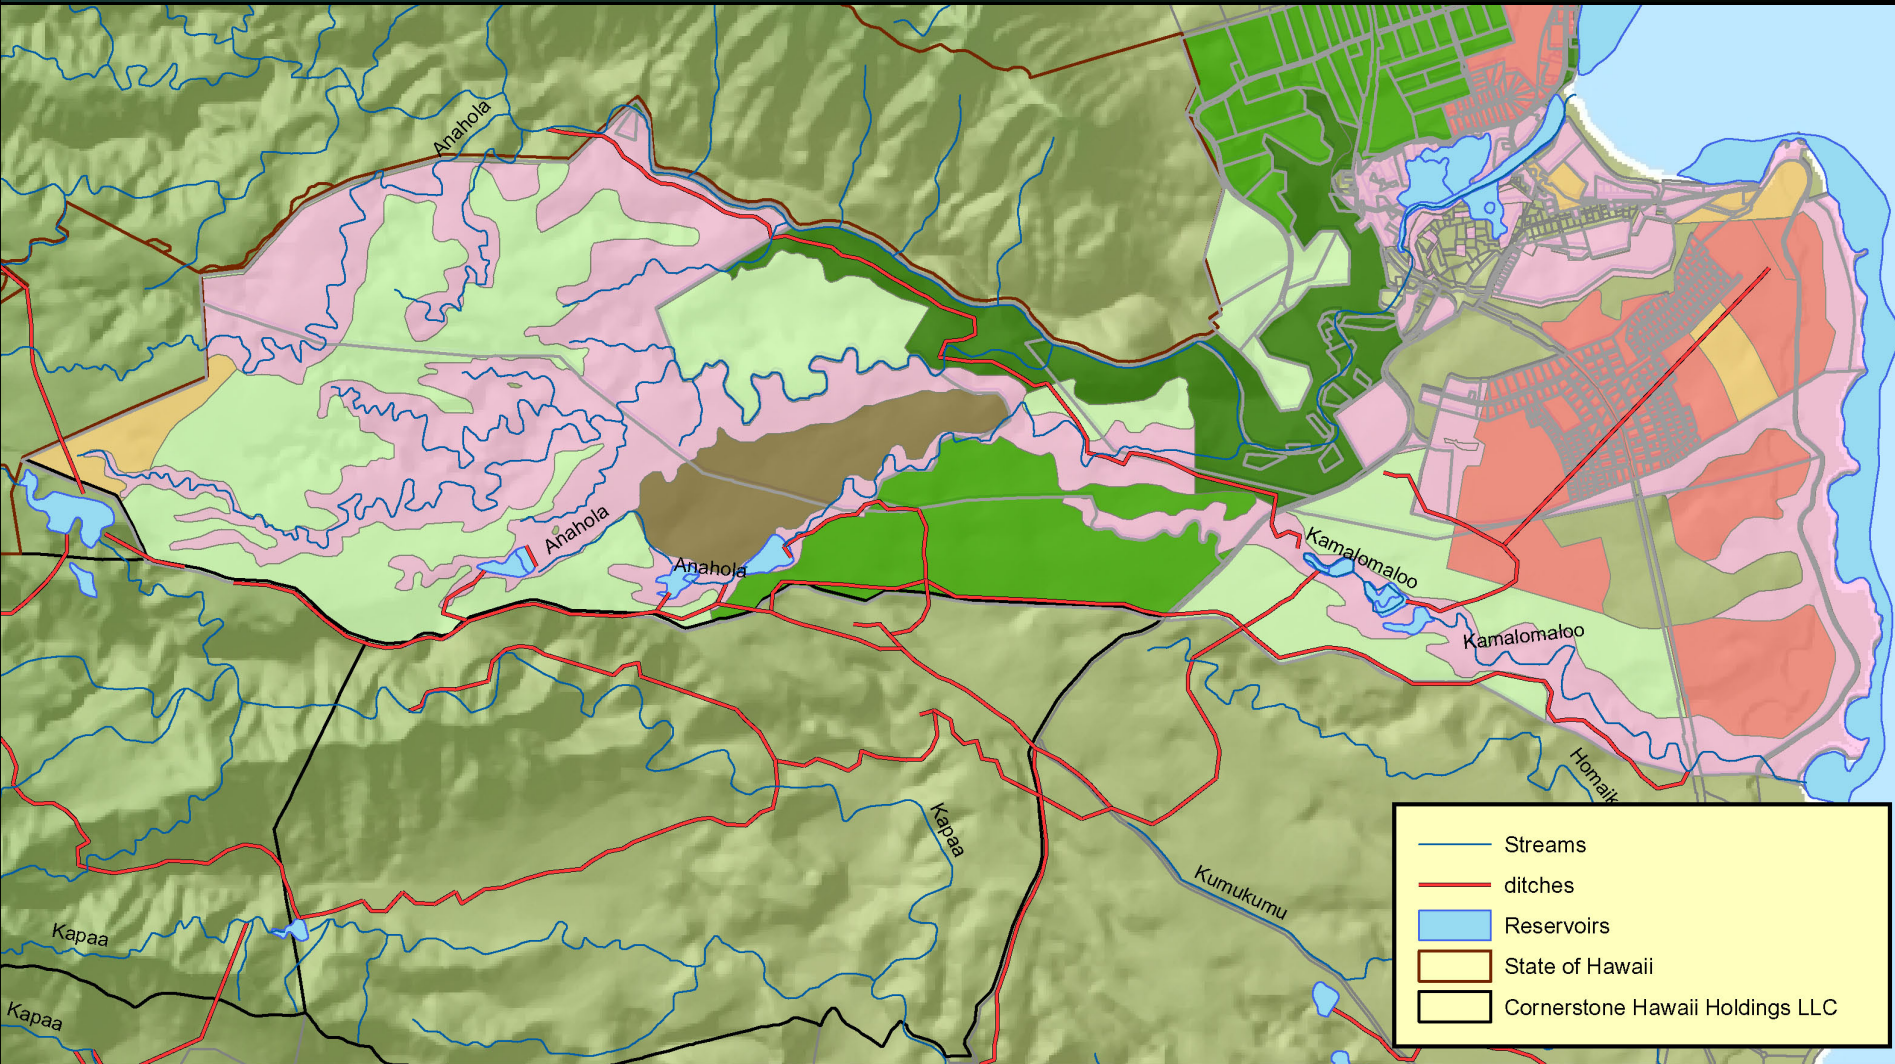 Anahola
Anahola
Anahola
Kamalomaloo
Kamalomaloo
Homaik
Kapaa
Kumukumu
Kapaa
Kapaa
Streams
ditches
Reservoirs
State of Hawaii
Cornerstone Hawaii Holdings LLC